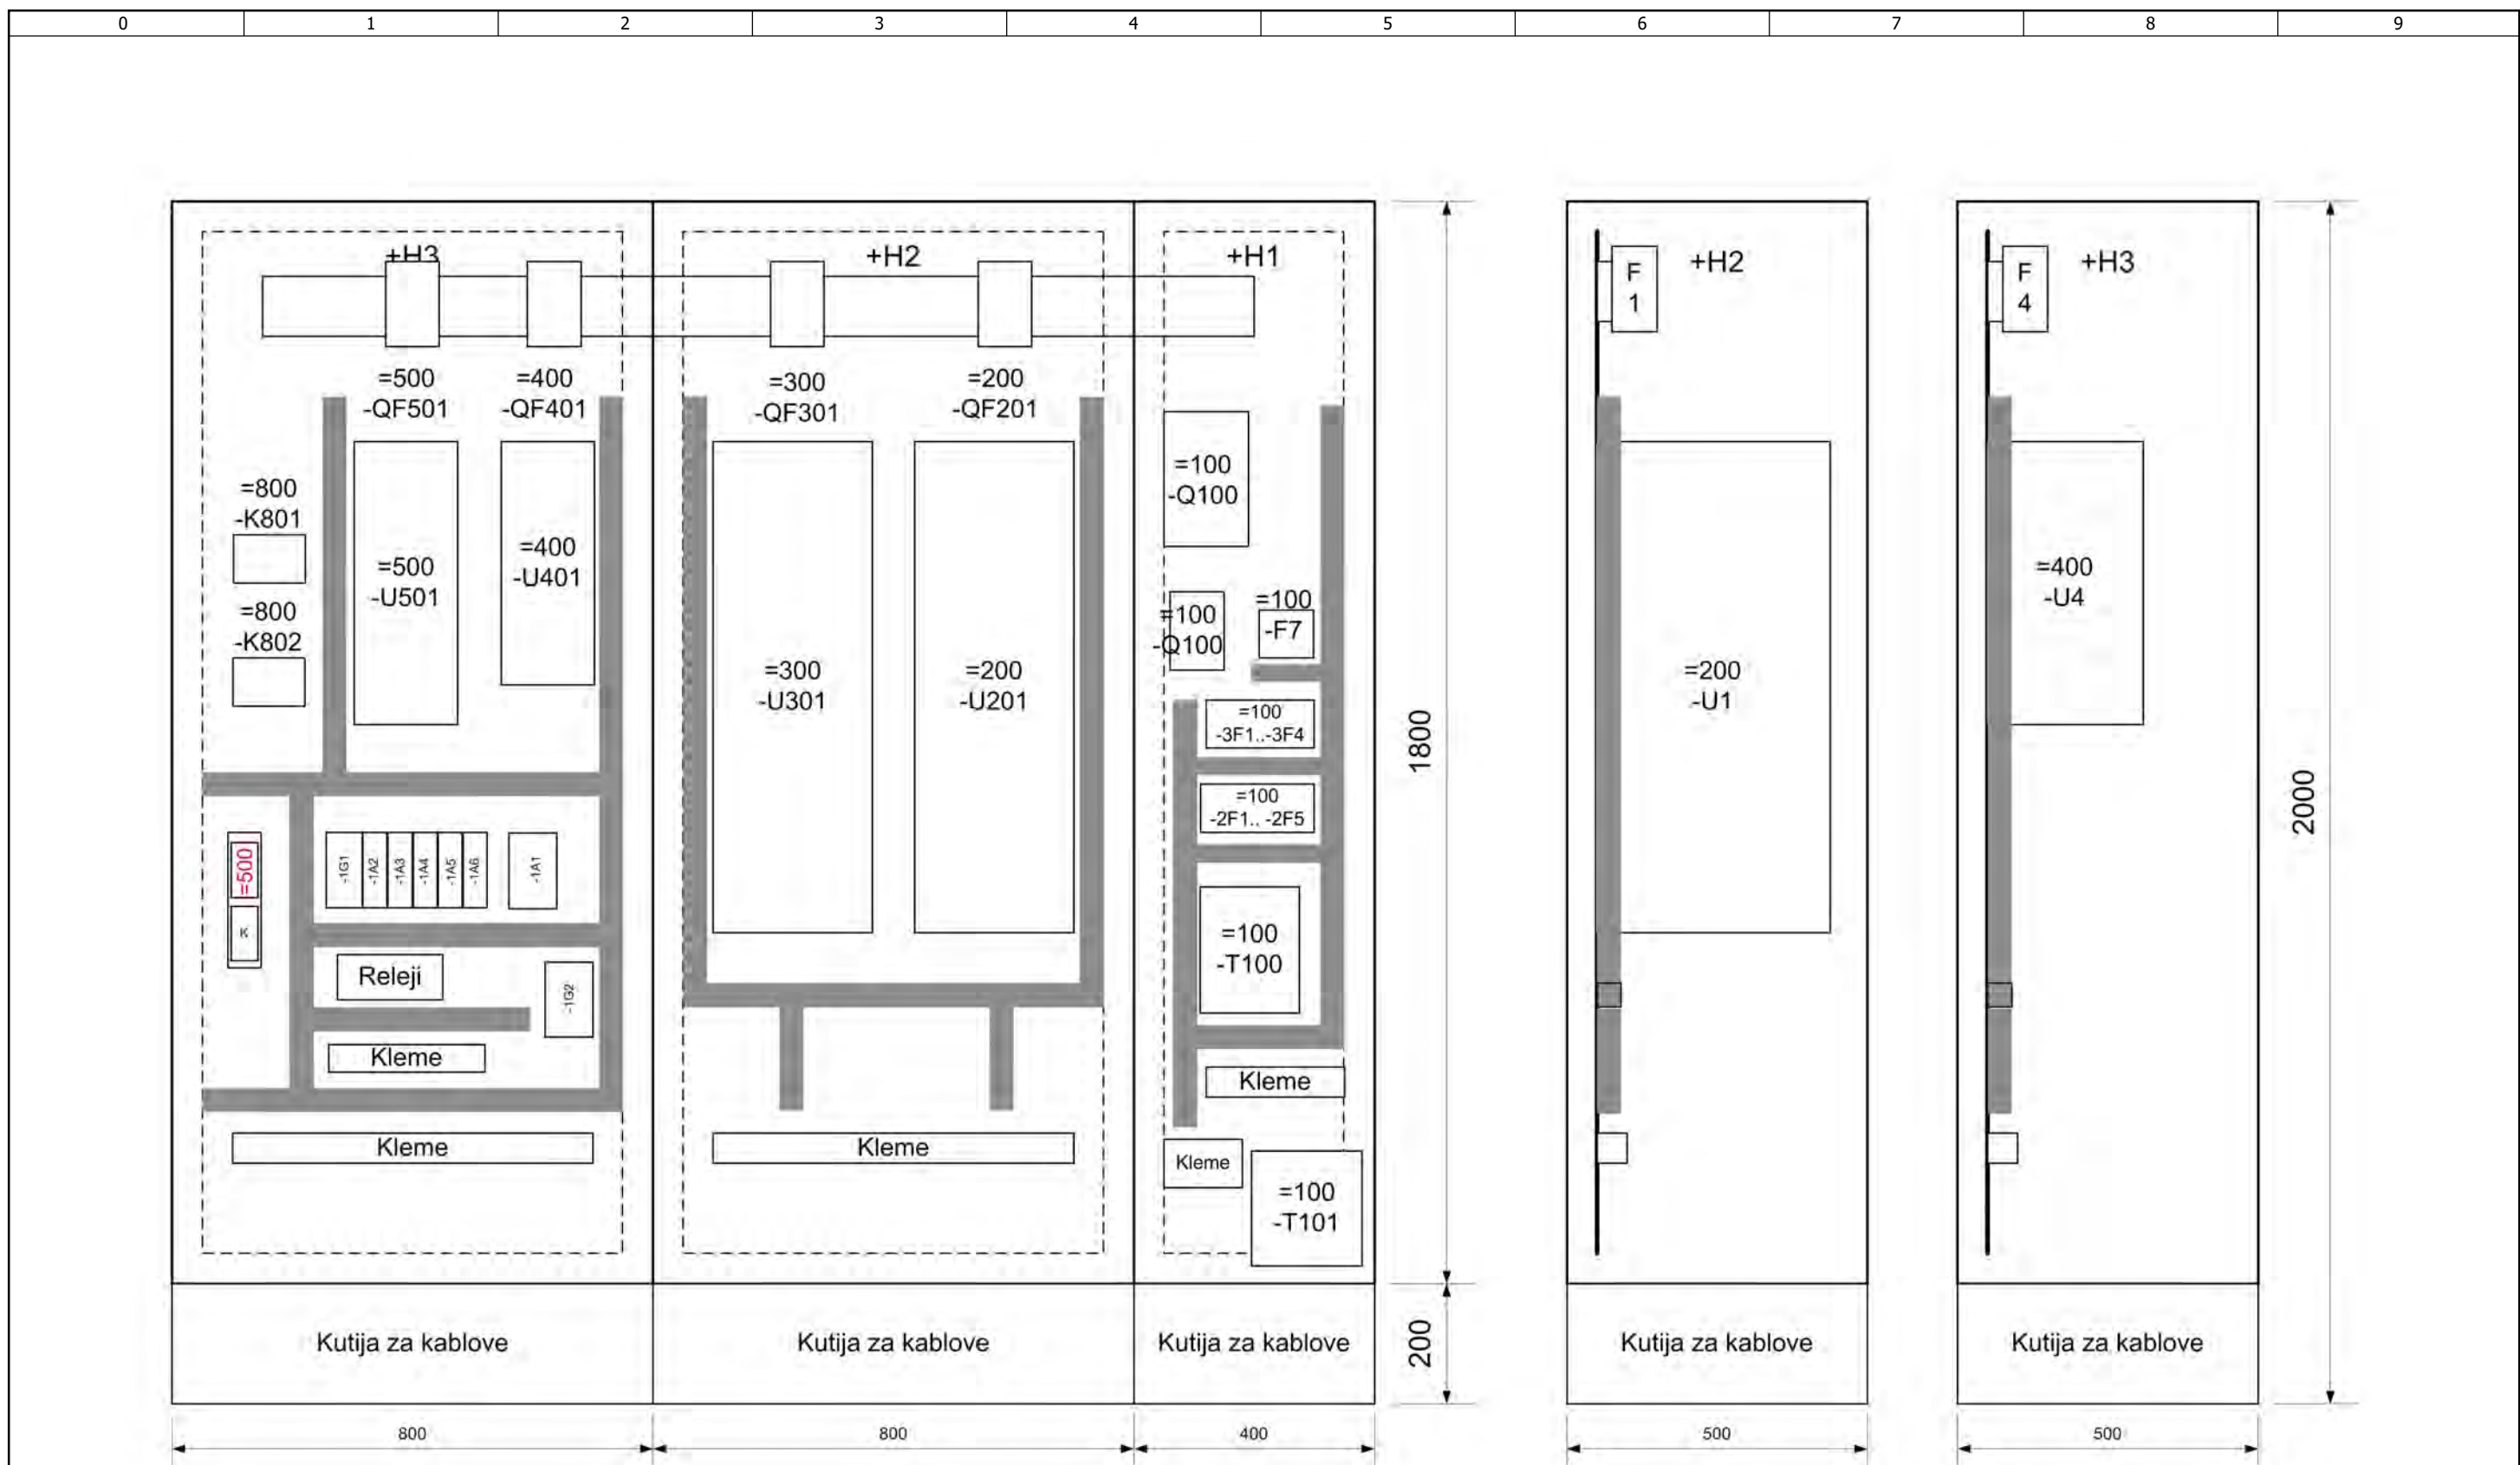 0 1 2 3 4 5 6 7 8 9
+H3
+H2
+H1
=500
-QF501
=400
-QF401
=300
-QF301
=200
-QF201
=800
-K801
=800
-K802
=500
-U501
=400
-U401
=300
-U301
=200
-U201
=100
-Q100
=100
-Q100
=100
-F7
=100
-3F1..-3F4
=100
-2F1.. -2F5
=100
-T100
=500
K
-1G1
-1A2
-1A3
-1A4
-1A5
-1A6
-1A1
Releji
-1G2
Kleme
Kleme
Kleme
Kleme
Kleme
=100
-T101
Kutija za kablove
Kutija za kablove
Kutija za kablove
800
800
400
1800
200
F
1
+H2
=200
-U1
Kutija za kablove
500
F
4
+H3
=400
-U4
Kutija za kablove
500
2000